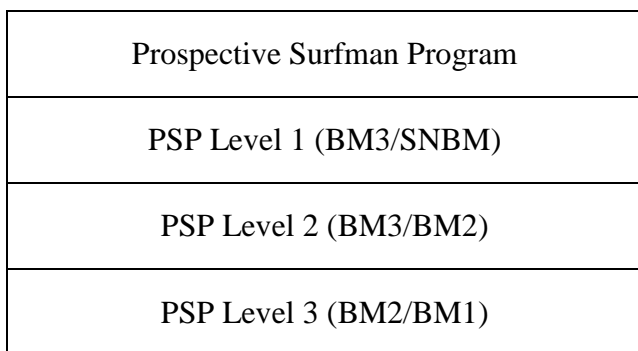 Prospective Surfman Program
PSP Level 1 (BM3/SNBM)
PSP Level 2 (BM3/BM2)
PSP Level 3 (BM2/BM1)